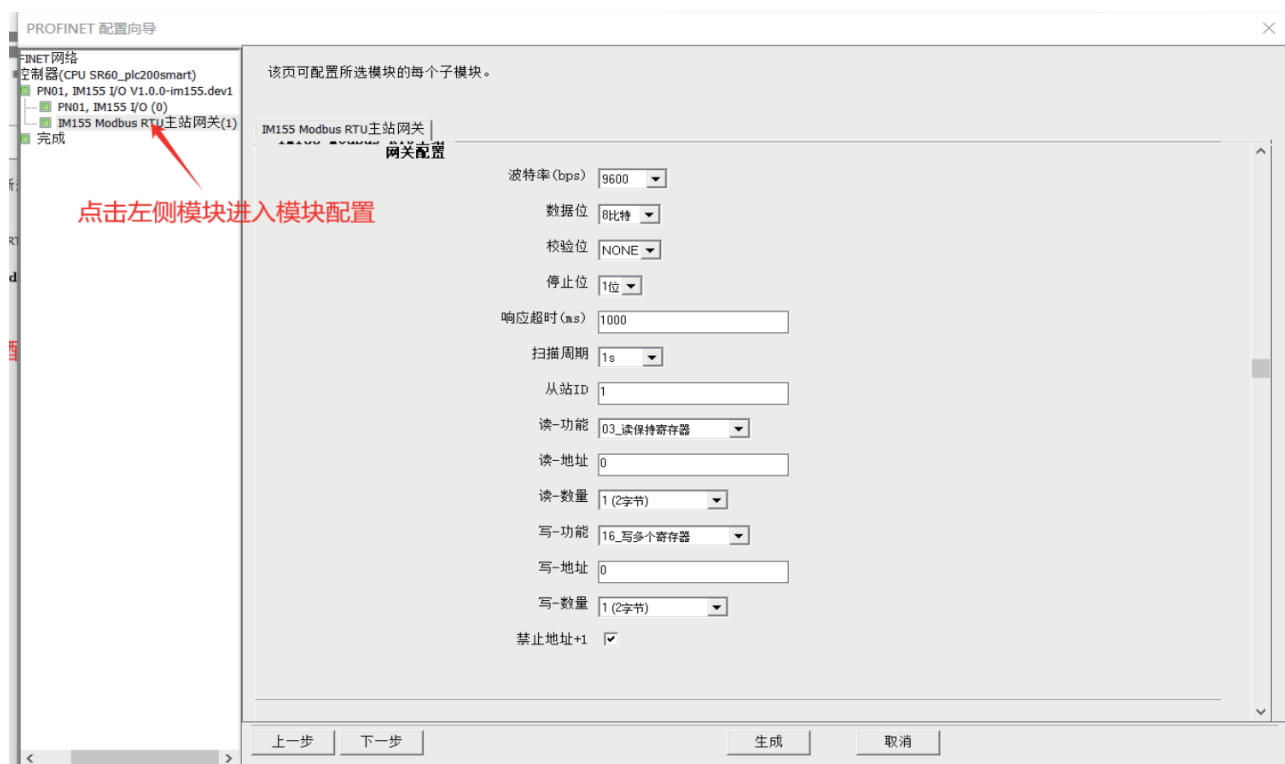 PROFINET 配置向导
FINET网络
空制器(CPU SR60_plc200smart)
PN01, IM155 I/O V1.0.0-im155.dev1
PN01, IM155 I/O (0)
IM155 Modbus RTU主站网关(1)
完成
点击左侧模块进入模块配置
该页可配置所选模块的每个子模块。
IM155 Modbus RTU主站网关
网关配置
波特率(bps) 9600
数据位 8比特
校验位 NONE
停止位 1位
响应超时(ms) 1000
扫描周期 1s
从站ID 1
读-功能 03_读保持寄存器
读-地址 0
读-数量 1 (2字节)
写-功能 16_写多个寄存器
写-地址 0
写-数量 1 (2字节)
禁止地址+1
上一步 下一步 生成 取消